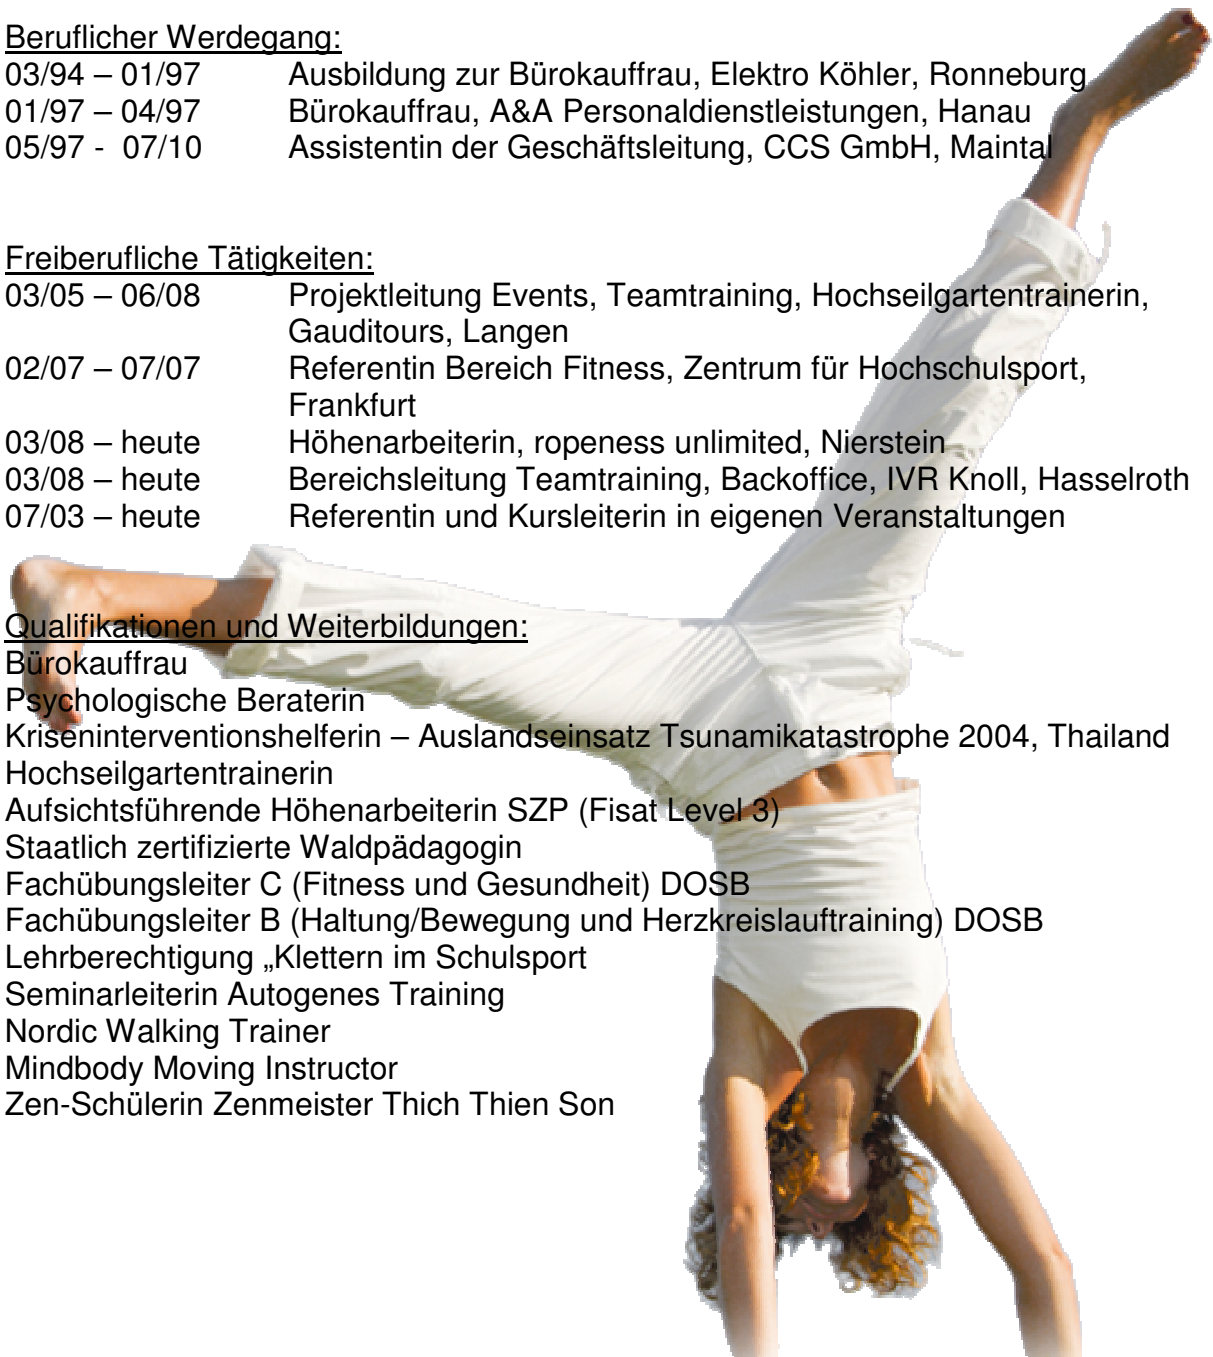 Beruflicher Werdegang:
03/94 – 01/97 Ausbildung zur Bürokauffrau, Elektro Köhler, Ronneburg
01/97 – 04/97 Bürokauffrau, A&A Personaldienstleistungen, Hanau
05/97 - 07/10 Assistentin der Geschäftsleitung, CCS GmbH, Maintal
Freiberufliche Tätigkeiten:
03/05 – 06/08 Projektleitung Events, Teamtraining, Hochseilgartentrainerin,
Gauditours, Langen
02/07 – 07/07 Referentin Bereich Fitness, Zentrum für Hochschulsport,
Frankfurt
03/08 – heute Höhenarbeiterin, ropeness unlimited, Nierstein
03/08 – heute Bereichsleitung Teamtraining, Backoffice, IVR Knoll, Hasselroth
07/03 – heute Referentin und Kursleiterin in eigenen Veranstaltungen
Qualifikationen und Weiterbildungen:
Bürokauffrau
Psychologische Beraterin
Kriseninterventionshelferin – Auslandseinsatz Tsunamikatastrophe 2004, Thailand
Hochseilgartentrainerin
Aufsichtsführende Höhenarbeiterin SZP (Fisat Level 3)
Staatlich zertifizierte Waldpädagogin
Fachübungsleiter C (Fitness und Gesundheit) DOSB
Fachübungsleiter B (Haltung/Bewegung und Herzkreislauftraining) DOSB
Lehrberechtigung „Klettern im Schulsport
Seminarleiterin Autogenes Training
Nordic Walking Trainer
Mindbody Moving Instructor
Zen-Schülerin Zenmeister Thich Thien Son